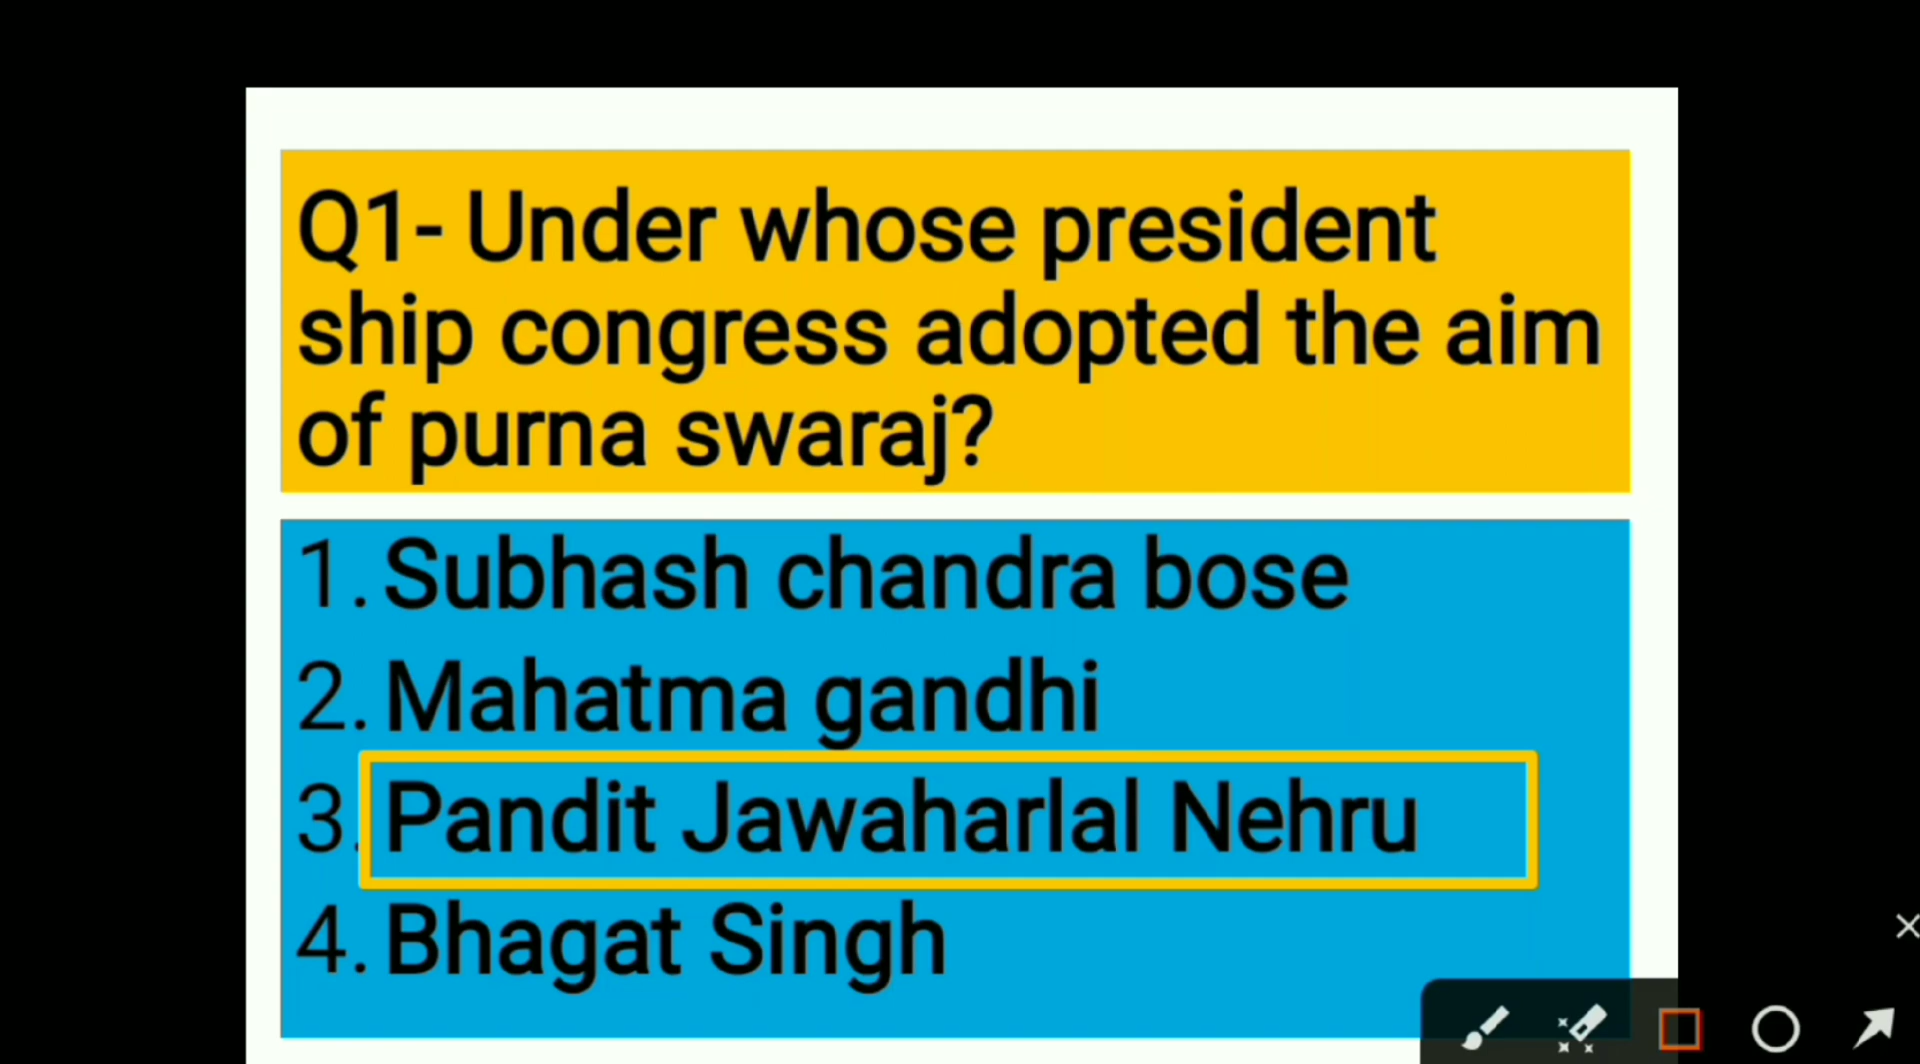 Q1- Under whose president
ship congress adopted the aim
of purna swaraj?
1. Subhash chandra bose
2. Mahatma gandhi
3. Pandit Jawaharlal Nehru
4. Bhagat Singh